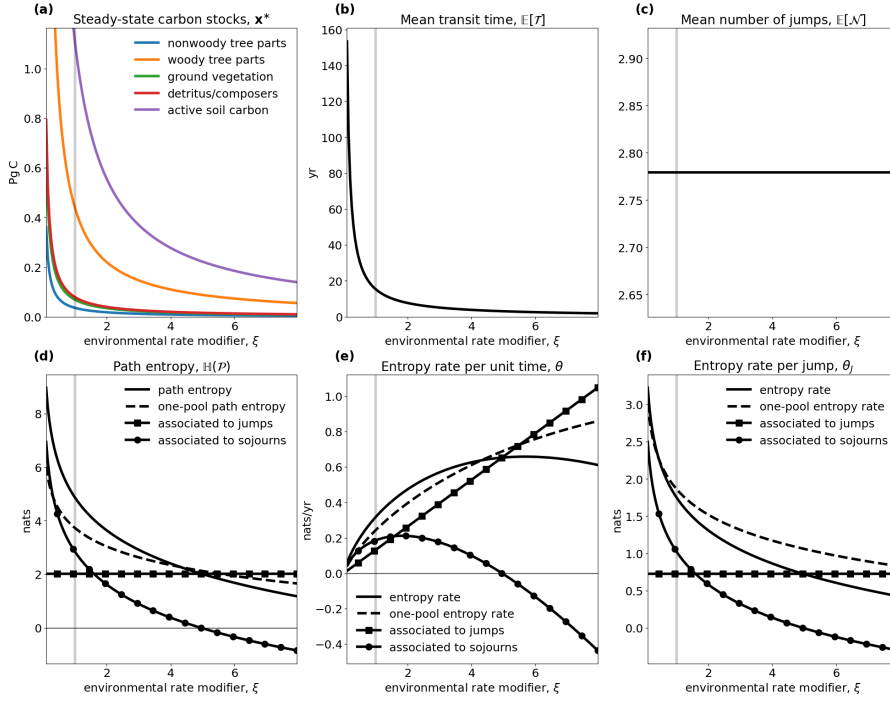 (a)
Steady-state carbon stocks, x*
nonwoody tree parts
woody tree parts
ground vegetation
detritus/composers
active soil carbon
1.0
0.8
0.6
0.4
0.2
0.0
Pg C
2 4 6
environmental rate modifier, ξ
(b)
Mean transit time, 𝔼[𝒯]
160
140
120
100
80
60
40
20
0
yr
2 4 6
environmental rate modifier, ξ
(c)
Mean number of jumps, 𝔼[𝒩]
2.90
2.85
2.80
2.75
2.70
2.65
2 4 6
environmental rate modifier, ξ
(d)
Path entropy, ℍ(𝒫)
path entropy
one-pool path entropy
associated to jumps
associated to sojourns
8
6
4
2
0
nats
2 4 6
environmental rate modifier, ξ
(e)
Entropy rate per unit time, θ
1.0
0.8
0.6
0.4
0.2
0.0
−0.2
−0.4
nats/yr
entropy rate
one-pool entropy rate
associated to jumps
associated to sojourns
2 4 6
environmental rate modifier, ξ
(f)
Entropy rate per jump, θJ
entropy rate
one-pool entropy rate
associated to jumps
associated to sojourns
3.0
2.5
2.0
1.5
1.0
0.5
0.0
nats
2 4 6
environmental rate modifier, ξ